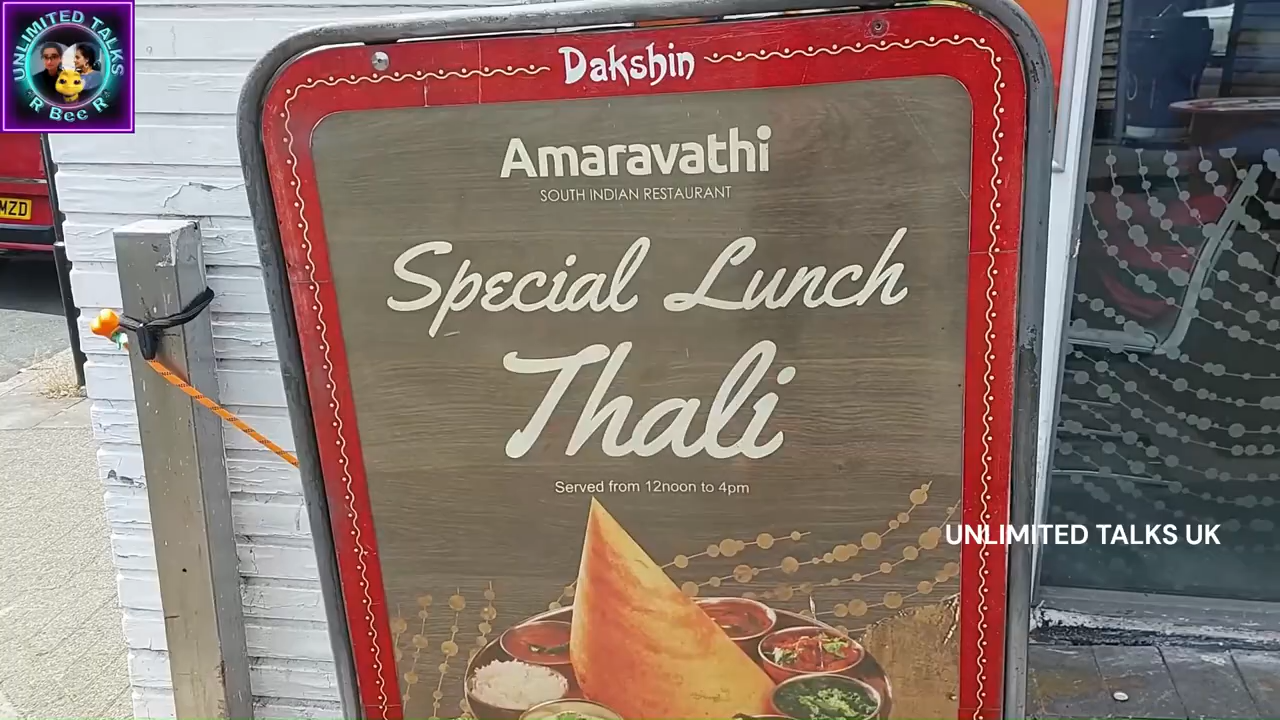 UNLIMITED TALKS
R Bee R
Dakshin
Amaravathi
SOUTH INDIAN RESTAURANT
Special Lunch
Thali
Served from 12noon to 4pm
MZD
UNLIMITED TALKS UK